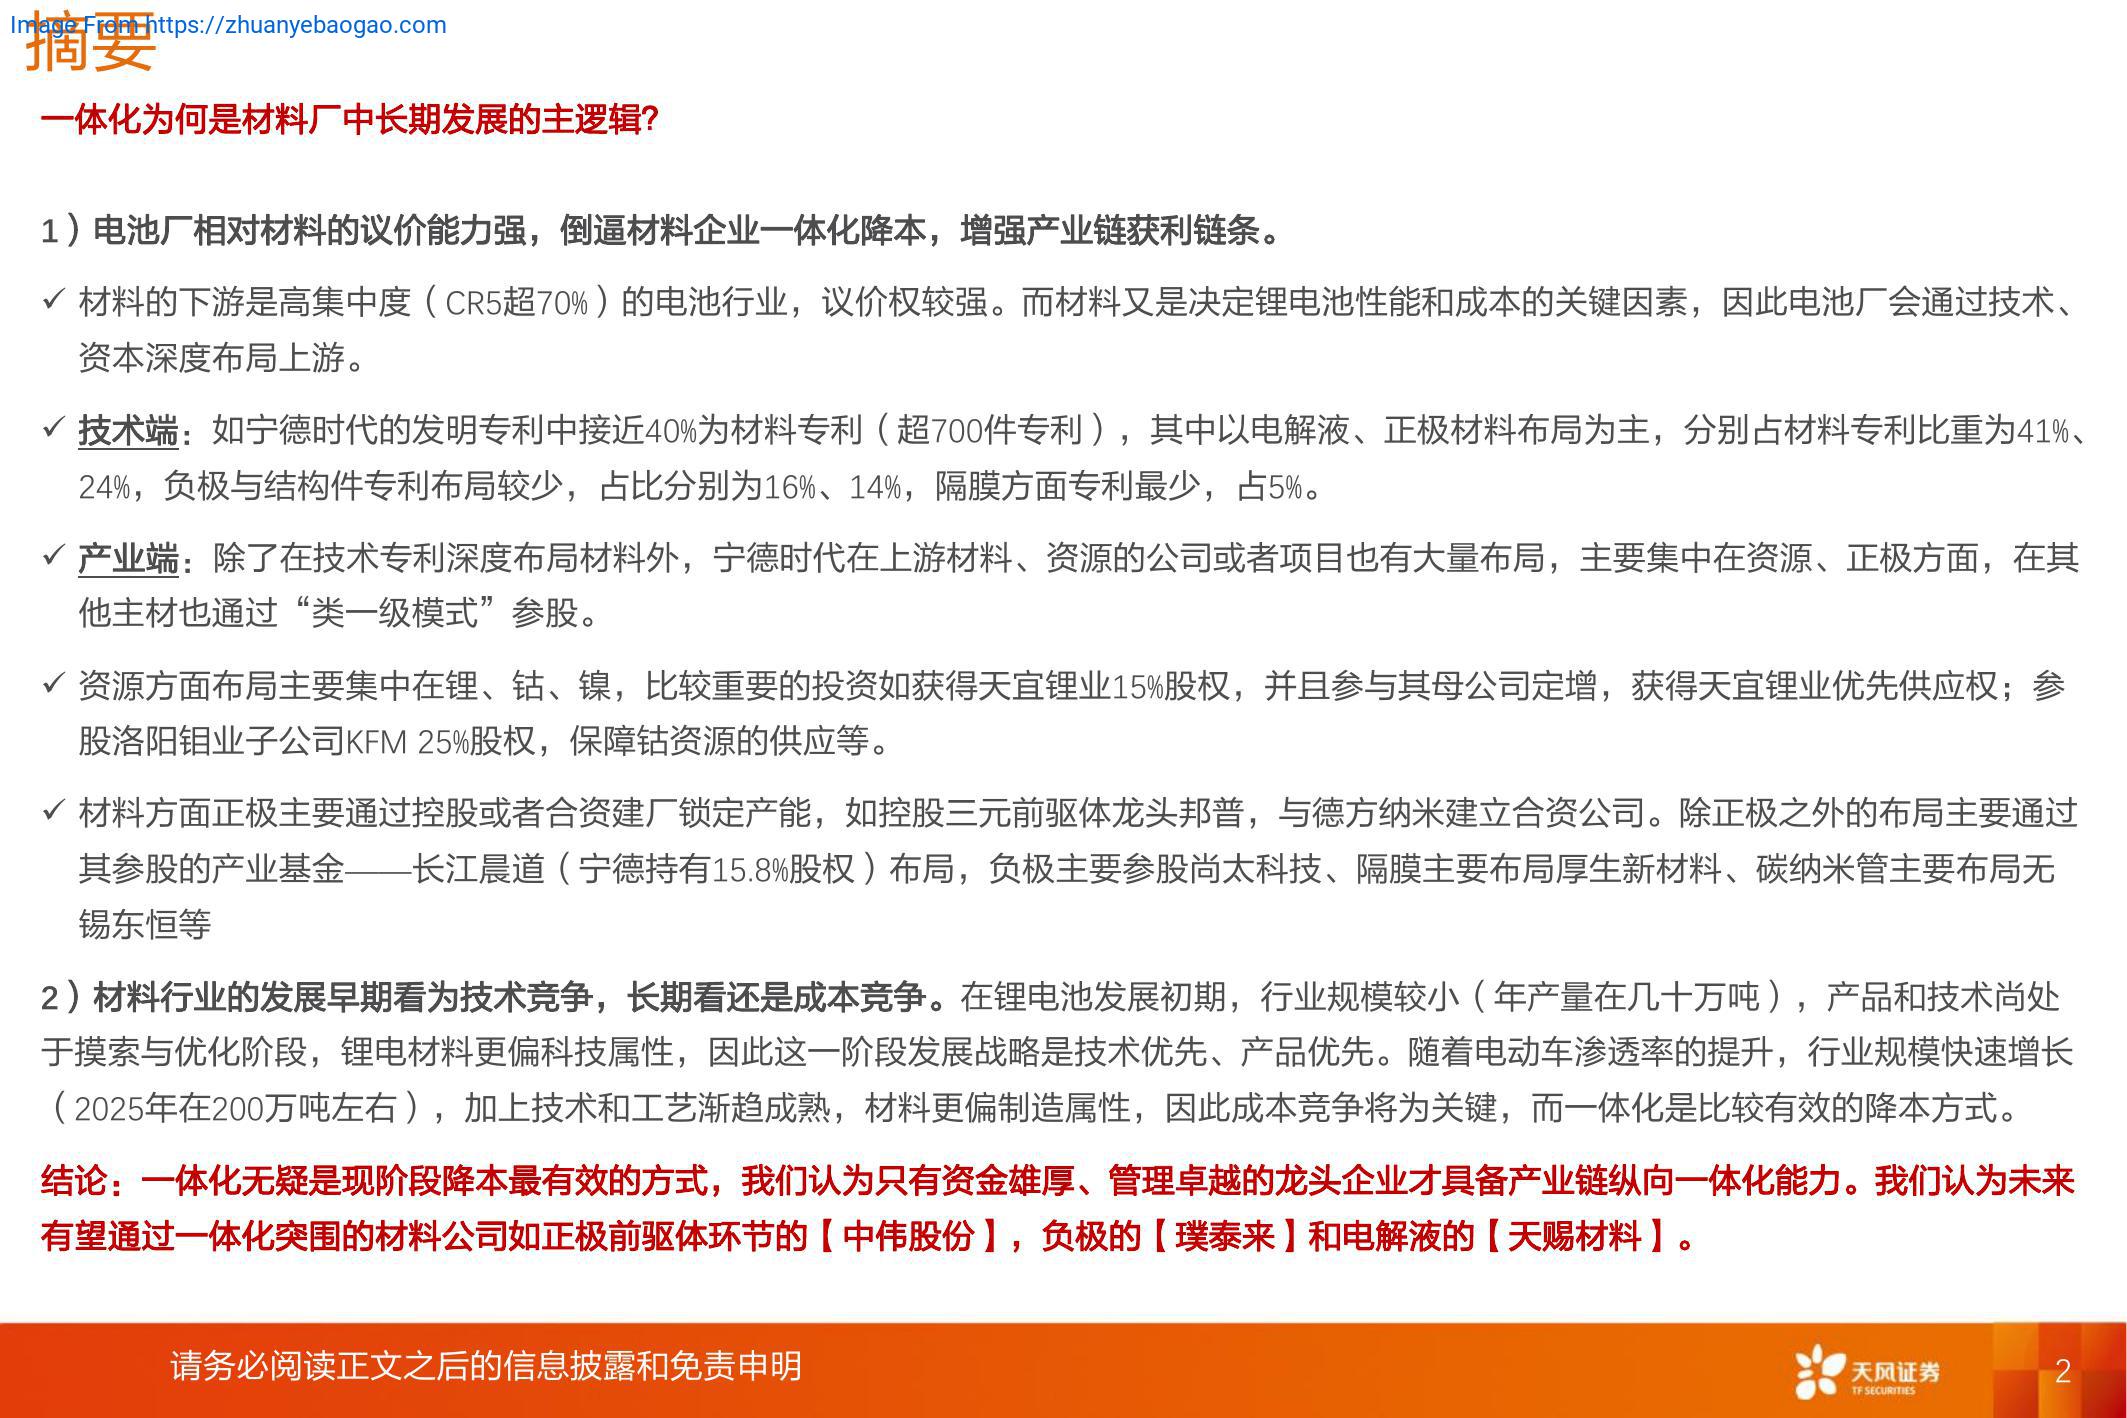 Image From https://zhuanyebaogao.com
摘要
一体化为何是材料厂中长期发展的主逻辑？
1）电池厂相对材料的议价能力强，倒逼材料企业一体化降本，增强产业链获利链条。
✓ 材料的下游是高集中度（CR5超70%）的电池行业，议价权较强。而材料又是决定锂电池性能和成本的关键因素，因此电池厂会通过技术、
资本深度布局上游。
✓ 技术端：如宁德时代的发明专利中接近40%为材料专利（超700件专利），其中以电解液、正极材料布局为主，分别占材料专利比重为41%、
24%，负极与结构件专利布局较少，占比分别为16%、14%，隔膜方面专利最少，占5%。
✓ 产业端：除了在技术专利深度布局材料外，宁德时代在上游材料、资源的公司或者项目也有大量布局，主要集中在资源、正极方面，在其
他主材也通过“类一级模式”参股。
✓ 资源方面布局主要集中在锂、钴、镍，比较重要的投资如获得天宜锂业15%股权，并且参与其母公司定增，获得天宜锂业优先供应权；参
股洛阳钼业子公司KFM 25%股权，保障钴资源的供应等。
✓ 材料方面正极主要通过控股或者合资建厂锁定产能，如控股三元前驱体龙头邦普，与德方纳米建立合资公司。除正极之外的布局主要通过
其参股的产业基金——长江晨道（宁德持有15.8%股权）布局，负极主要参股尚太科技、隔膜主要布局厚生新材料、碳纳米管主要布局无
锡东恒等
2）材料行业的发展早期看为技术竞争，长期看还是成本竞争。在锂电池发展初期，行业规模较小（年产量在几十万吨），产品和技术尚处
于摸索与优化阶段，锂电材料更偏科技属性，因此这一阶段发展战略是技术优先、产品优先。随着电动车渗透率的提升，行业规模快速增长
（2025年在200万吨左右），加上技术和工艺渐趋成熟，材料更偏制造属性，因此成本竞争将为关键，而一体化是比较有效的降本方式。
结论：一体化无疑是现阶段降本最有效的方式，我们认为只有资金雄厚、管理卓越的龙头企业才具备产业链纵向一体化能力。我们认为未来
有望通过一体化突围的材料公司如正极前驱体环节的【中伟股份】，负极的【璞泰来】和电解液的【天赐材料】。
请务必阅读正文之后的信息披露和免责申明
天风证券
TF SECURITIES
2